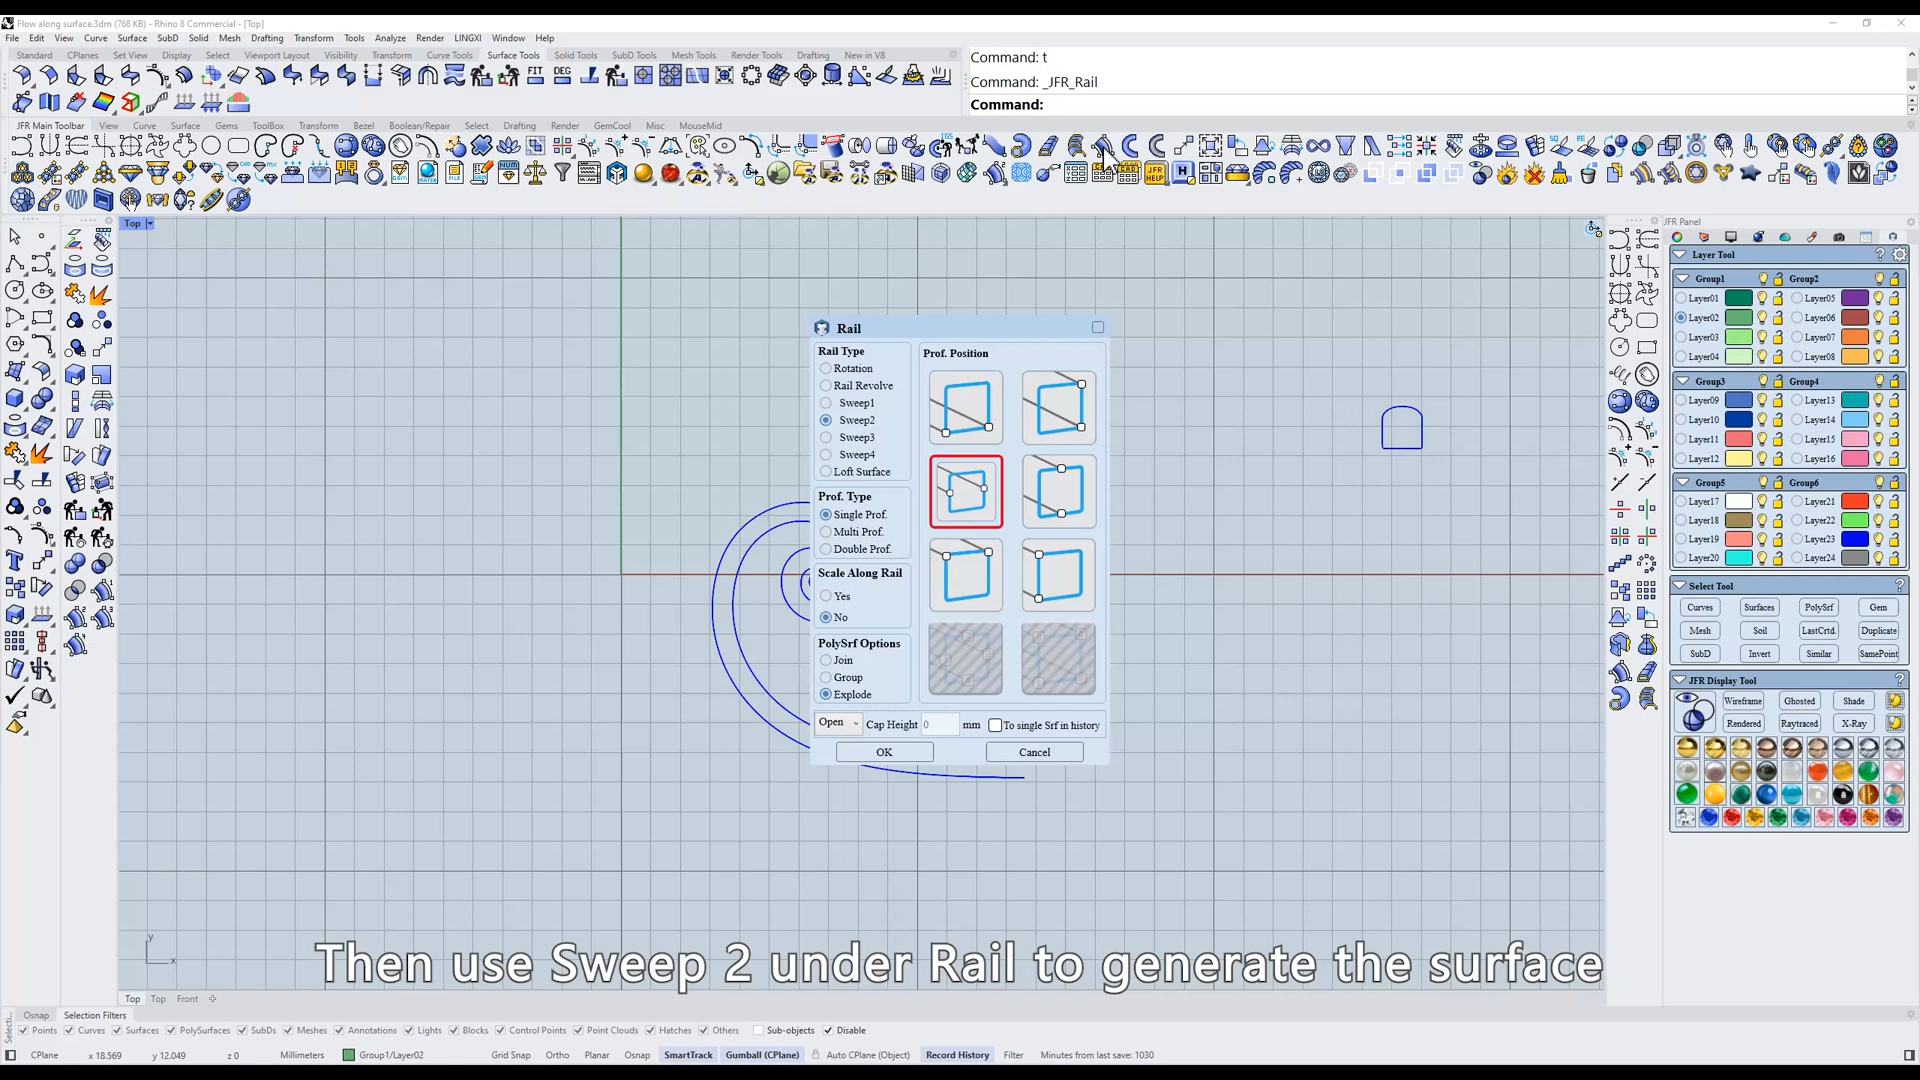 Flow along surface.3dm (768 KB) - Rhino 8 Commercial - [Top]
File Edit View Curve Surface SubD Solid Mesh Drafting Transform Tools Analyze Render LINGXI Window Help
Standard CPlanes Set View Display Select Viewport Layout Visibility Transform Curve Tools Surface Tools Solid Tools SubD Tools Mesh Tools Render Tools Drafting New in V8
Command: t
Command: _JFR_Rail
Command:
FIT DEG
JFR Main Toolbar View Curve Surface Gems ToolBox Transform Bezel Boolean/Repair Select Drafting Render GemCool Misc MouseMid
Top
JFR Panel
Layer Tool ?
Group1 Group2
Layer01 Layer05
Layer02 Layer06
Layer03 Layer07
Layer04 Layer08
Group3 Group4
Layer09 Layer13
Layer10 Layer14
Layer11 Layer15
Layer12 Layer16
Group5 Group6
Layer17 Layer21
Layer18 Layer22
Layer19 Layer23
Layer20 Layer24
Select Tool ?
Curves Surfaces PolySrf Gem
Mesh Soil LastCrtd. Duplicate
SubD Invert Similar SamePoint
JFR Display Tool ?
Wireframe Ghosted Shade
Rendered Raytraced X-Ray
Rail
Rail Type
Rotation
Rail Revolve
Sweep1
Sweep2
Sweep3
Sweep4
Loft Surface
Prof. Type
Single Prof.
Multi Prof.
Double Prof.
Scale Along Rail
Yes
No
PolySrf Options
Join
Group
Explode
Prof. Position
Open Cap Height 0 mm To single Srf in history
OK Cancel
y
x
Then use Sweep 2 under Rail to generate the surface
Top Top Front
Osnap Selection Filters
Points Curves Surfaces PolySurfaces SubDs Meshes Annotations Lights Blocks Control Points Point Clouds Hatches Others Sub-objects Disable
CPlane x 18.569 y 12.049 z 0 Millimeters Group1/Layer02 Grid Snap Ortho Planar Osnap SmartTrack Gumball (CPlane) Auto CPlane (Object) Record History Filter Minutes from last save: 1030